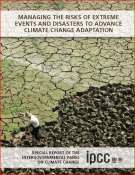 MANAGING THE RISKS OF EXTREME
EVENTS AND DISASTERS TO ADVANCE
CLIMATE CHANGE ADAPTATION
SPECIAL REPORT OF THE
INTERGOVERNMENTAL PANEL
ON CLIMATE CHANGE
ipcc